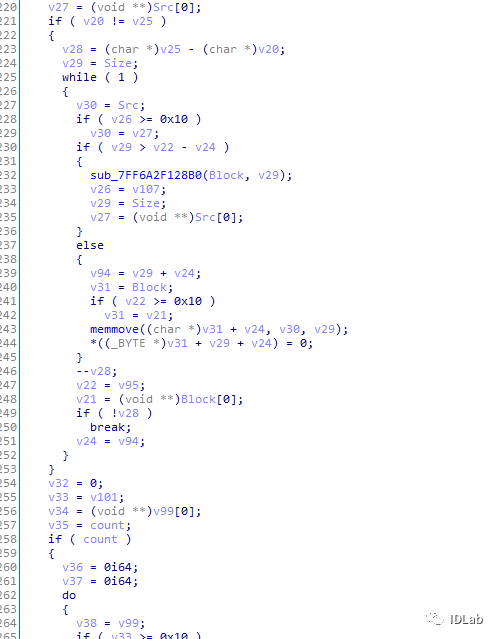 220 v27 = (void **)Src[0];
221 if ( v20 != v25 )
222 {
223 v28 = (char *)v25 - (char *)v20;
224 v29 = Size;
225 while ( 1 )
226 {
227 v30 = Src;
228 if ( v26 >= 0x10 )
229 v30 = v27;
230 if ( v29 > v22 - v24 )
231 {
232 sub_7FF6A2F128B0(Block, v29);
233 v26 = v107;
234 v29 = Size;
235 v27 = (void **)Src[0];
236 }
237 else
238 {
239 v94 = v29 + v24;
240 v31 = Block;
241 if ( v22 >= 0x10 )
242 v31 = v21;
243 memmove((char *)v31 + v24, v30, v29);
244 *((_BYTE *)v31 + v29 + v24) = 0;
245 }
246 --v28;
247 v22 = v95;
248 v21 = (void **)Block[0];
249 if ( !v28 )
250 break;
251 v24 = v94;
252 }
253 }
254 v32 = 0;
255 v33 = v101;
256 v34 = (void **)v99[0];
257 v35 = count;
258 if ( count )
259 {
260 v36 = 0i64;
261 v37 = 0i64;
262 do
263 {
264 v38 = v99;
265 if ( v33 >= 0x10 )
IDLab